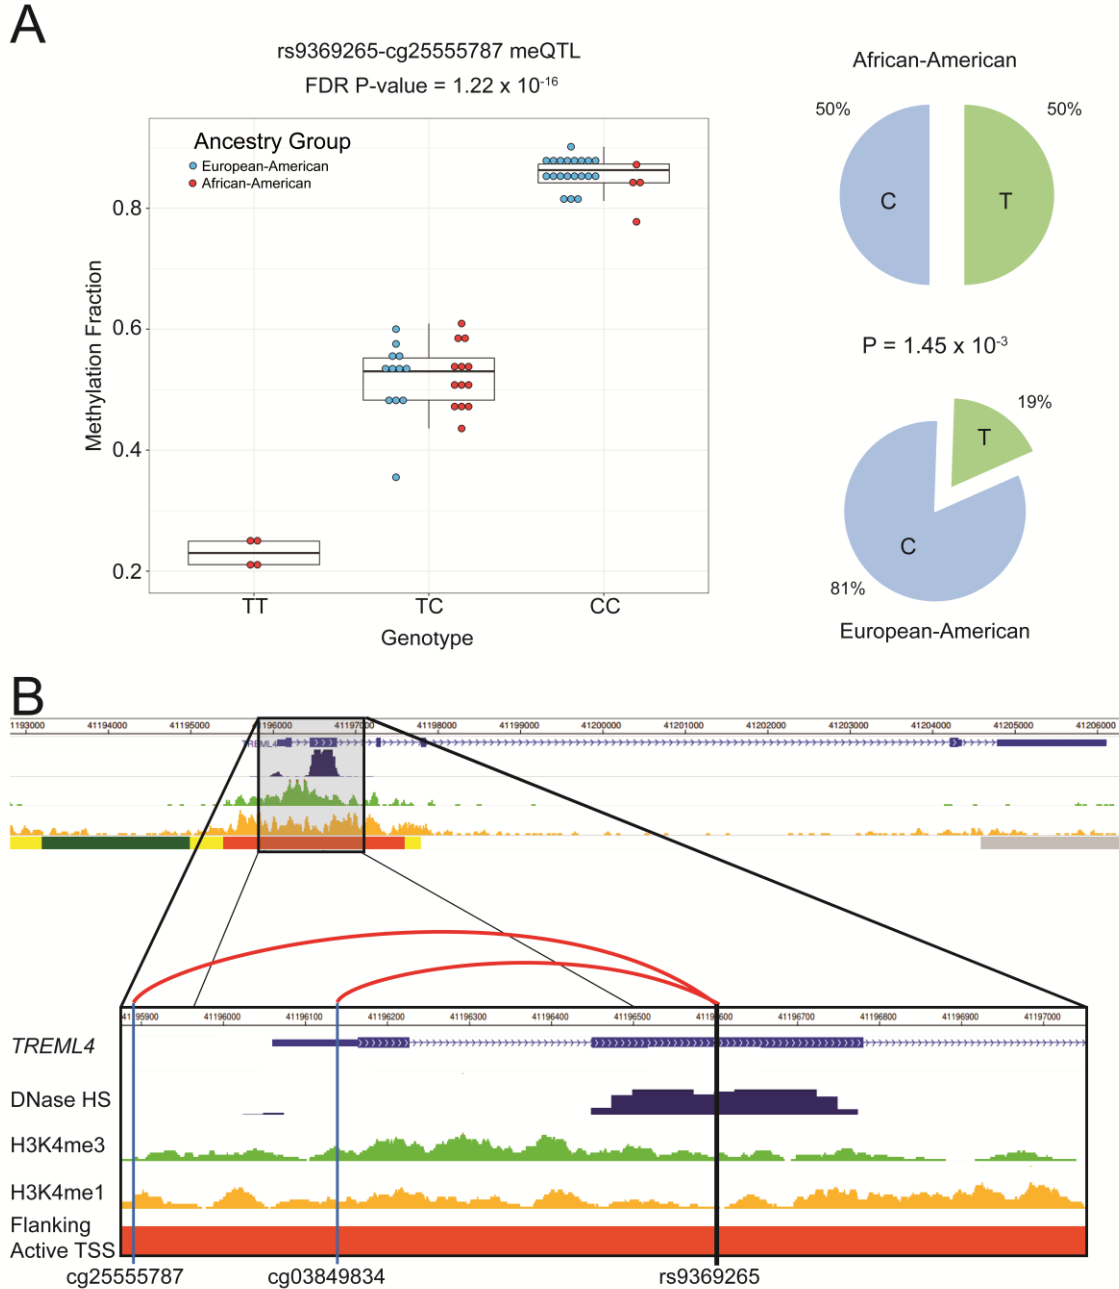 A
rs9369265-cg25555787 meQTL
FDR P-value = 1.22 x 10-16
Ancestry Group
European-American
African-American
0.8
0.6
0.4
0.2
Methylation Fraction
TT TC CC
Genotype
African-American
50% 50%
C T
P = 1.45 x 10-3
19%
T
C
81%
European-American
B
41193000 41194000 41195000 41196000 41197000 41198000 41199000 41200000 41201000 41202000 41203000 41204000 41205000 41206000
TREML4
41195900 41196000 41196100 41196200 41196300 41196400 41196500 41196600 41196700 41196800 41196900 41197000
TREML4
DNase HS
H3K4me3
H3K4me1
Flanking
Active TSS
cg25555787 cg03849834 rs9369265